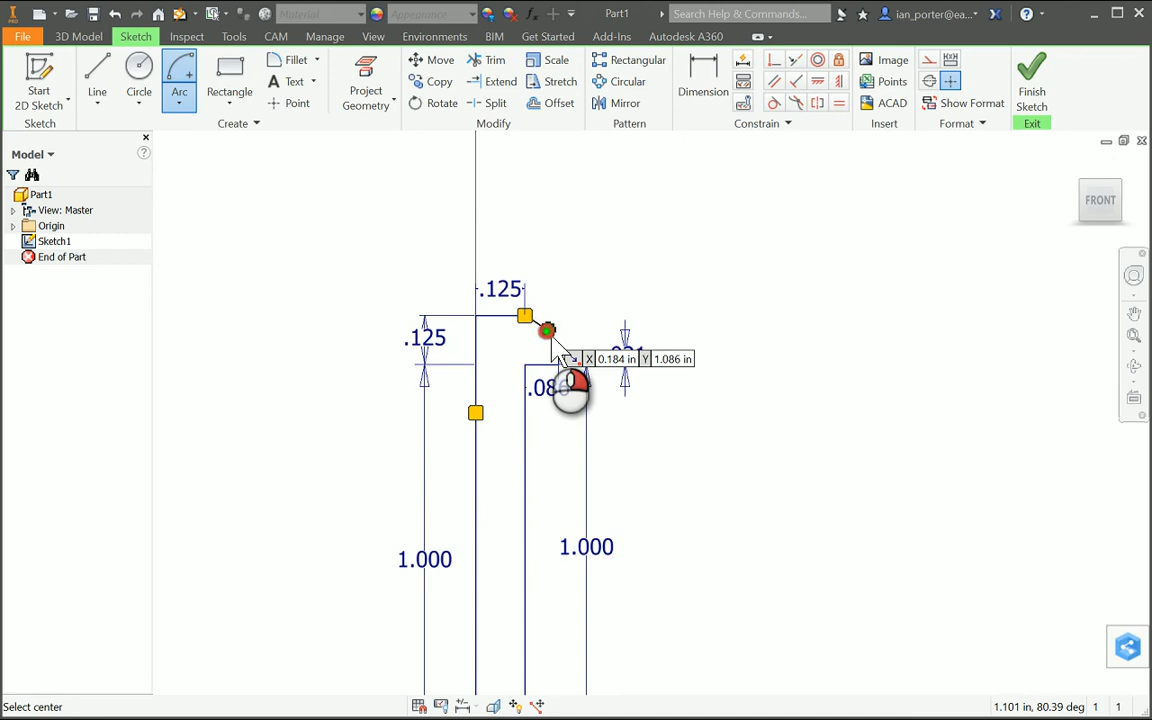 Material
Appearance
Part1
Search Help & Commands...
ian_porter@ea...
File
3D Model
Sketch
Inspect
Tools
CAM
Manage
View
Environments
BIM
Get Started
Add-Ins
Autodesk A360
Start
2D Sketch
Line
Circle
Arc
Rectangle
Fillet
Text
Point
Project
Geometry
Move
Copy
Rotate
Trim
Extend
Split
Scale
Stretch
Offset
Rectangular
Circular
Mirror
Dimension
Image
Points
ACAD
Show Format
Finish
Sketch
Sketch
Create
Modify
Pattern
Constrain
Insert
Format
Exit
Model
Part1
View: Master
Origin
Sketch1
End of Part
FRONT
.125
.125
X 0.184 in Y 1.086 in
1.000
1.000
Select center
1.101 in, 80.39 deg 1 1